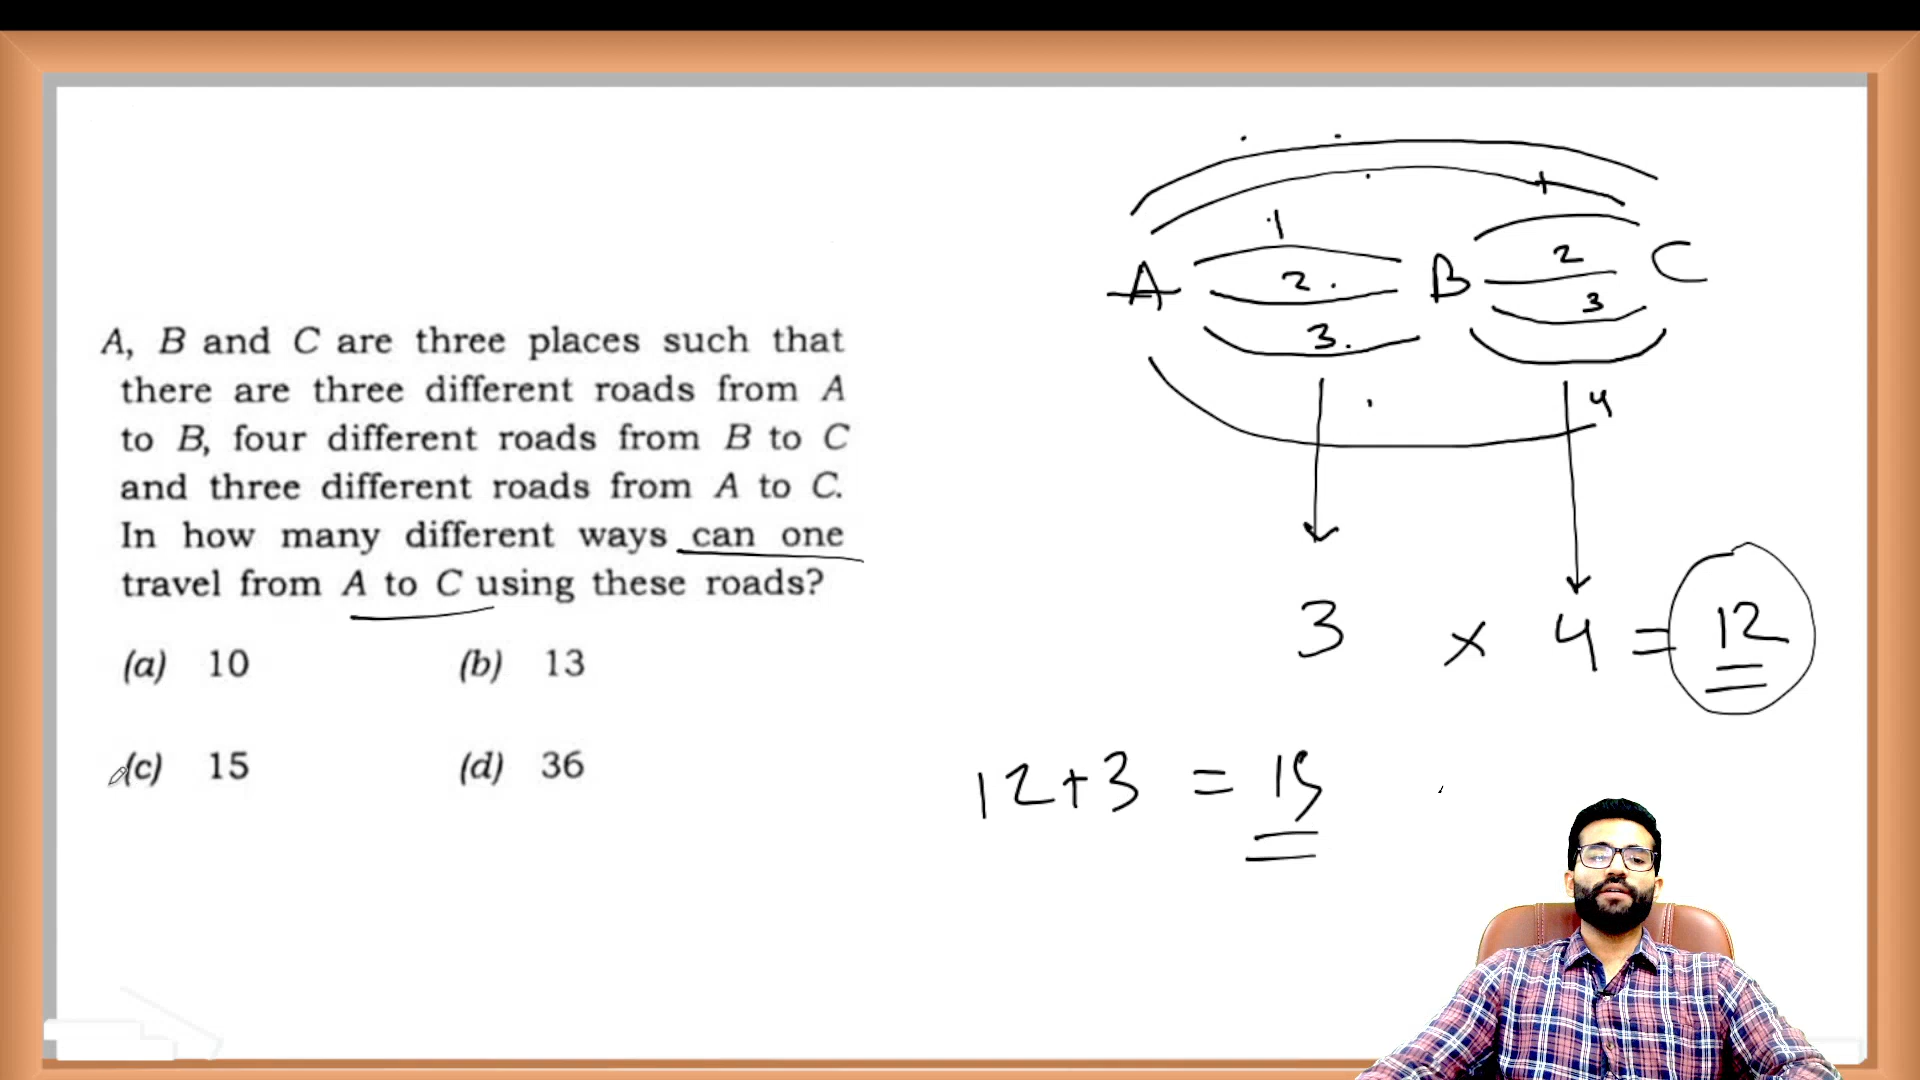 A, B and C are three places such that
there are three different roads from A
to B, four different roads from B to C
and three different roads from A to C.
In how many different ways can one
travel from A to C using these roads?
(a) 10 (b) 13
(c) 15 (d) 36
1
A 2. B 2 C
3. 3
4
3 × 4 = 12
12+3 = 15